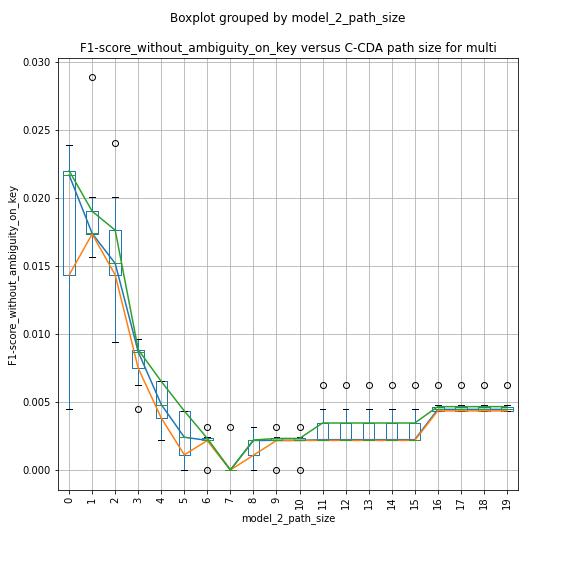 Boxplot grouped by model_2_path_size
F1-score_without_ambiguity_on_key versus C-CDA path size for multi
F1-score_without_ambiguity_on_key
0.030
0.025
0.020
0.015
0.010
0.005
0.000
0 1 2 3 4 5 6 7 8 9 10 11 12 13 14 15 16 17 18 19
model_2_path_size